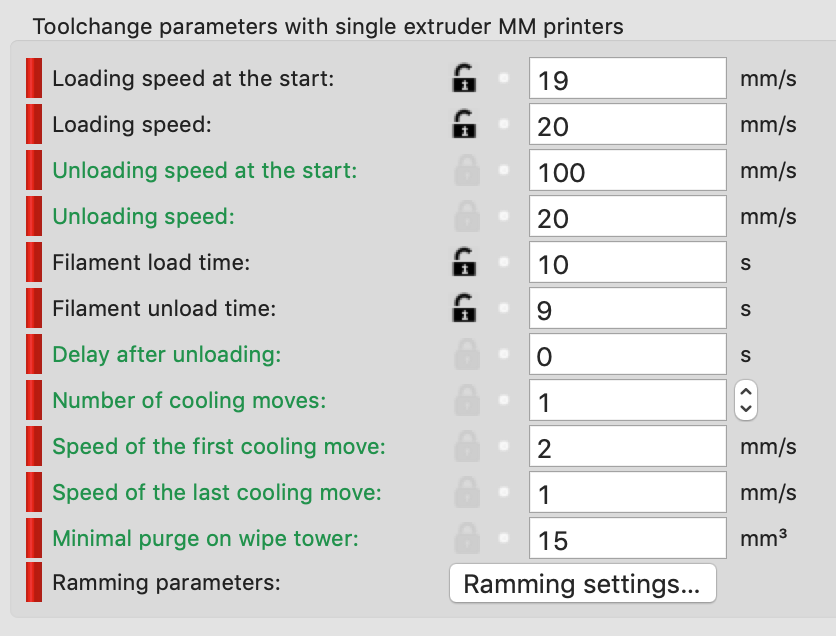 Toolchange parameters with single extruder MM printers
Loading speed at the start: 19 mm/s
Loading speed: 20 mm/s
Unloading speed at the start: 100 mm/s
Unloading speed: 20 mm/s
Filament load time: 10 s
Filament unload time: 9 s
Delay after unloading: 0 s
Number of cooling moves: 1
Speed of the first cooling move: 2 mm/s
Speed of the last cooling move: 1 mm/s
Minimal purge on wipe tower: 15 mm³
Ramming parameters: Ramming settings...